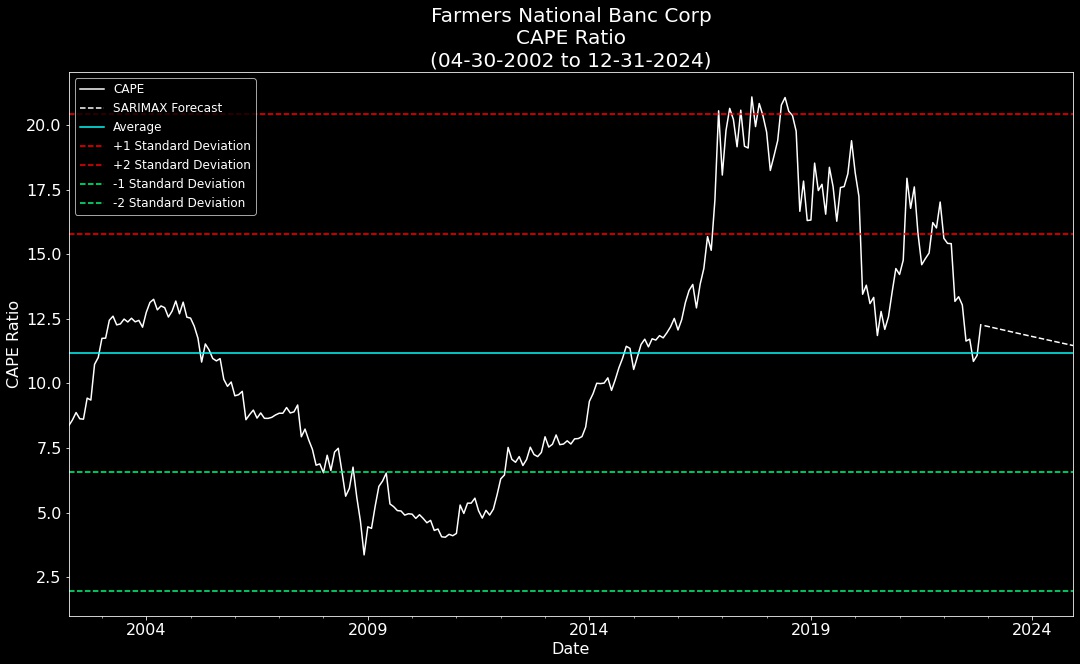 Farmers National Banc Corp
CAPE Ratio
(04-30-2002 to 12-31-2024)
CAPE
SARIMAX Forecast
Average
+1 Standard Deviation
+2 Standard Deviation
-1 Standard Deviation
-2 Standard Deviation
20.0
17.5
15.0
12.5
10.0
7.5
5.0
2.5
CAPE Ratio
2004
2009
2014
2019
2024
Date